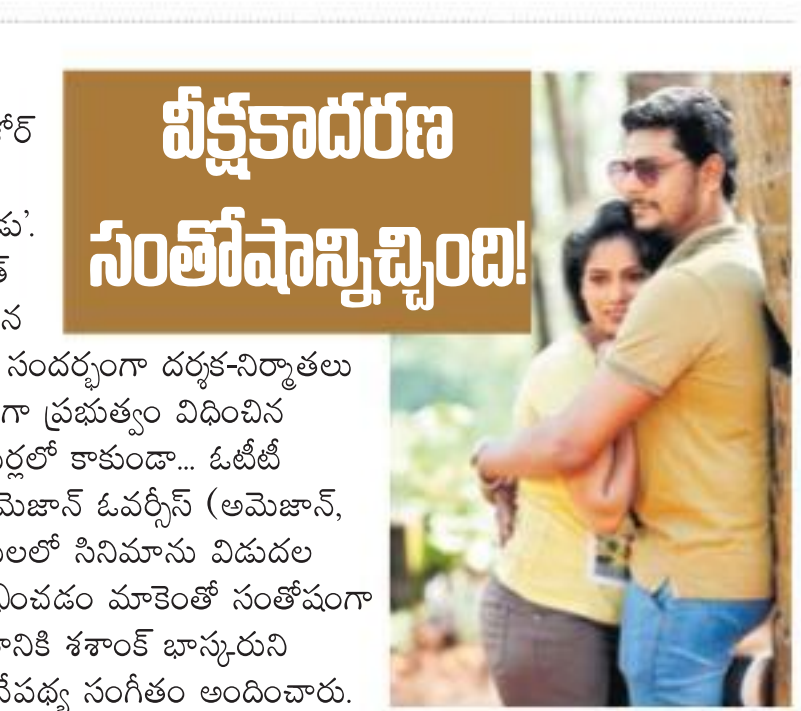 వీక్షకాదరణ
సంతోషాన్నిచ్చింది!
డు'.
న
సందర్భంగా దర్శక-నిర్మాతలు
గా ప్రభుత్వం విధించిన
ర్లలో కాకుండా... ఓటీటీ
మెజాన్ ఓవర్సీస్ (అమెజాన్,
లలో సినిమాను విడుదల
ించడం మాకెంతో సంతోషంగా
ానికి శశాంక్ భాస్కరుని
నేపథ్య సంగీతం అందించారు.